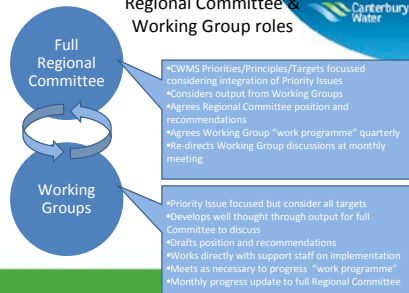 Regional Committee &
Working Group roles
Canterbury
Water
Full
Regional
Committee
•CWMS Priorities/Principles/Targets focussed
considering integration of Priority Issues
•Considers output from Working Groups
•Agrees Regional Committee position and
recommendations
•Agrees Working Group "work programme" quarterly
•Re-directs Working Group discussions at monthly
meeting
Working
Groups
•Priority Issue focused but consider all targets
•Develops well thought through output for full
Committee to discuss
•Drafts position and recommendations
•Works directly with support staff on implementation
•Meets as necessary to progress "work programme"
•Monthly progress update to full Regional Committee